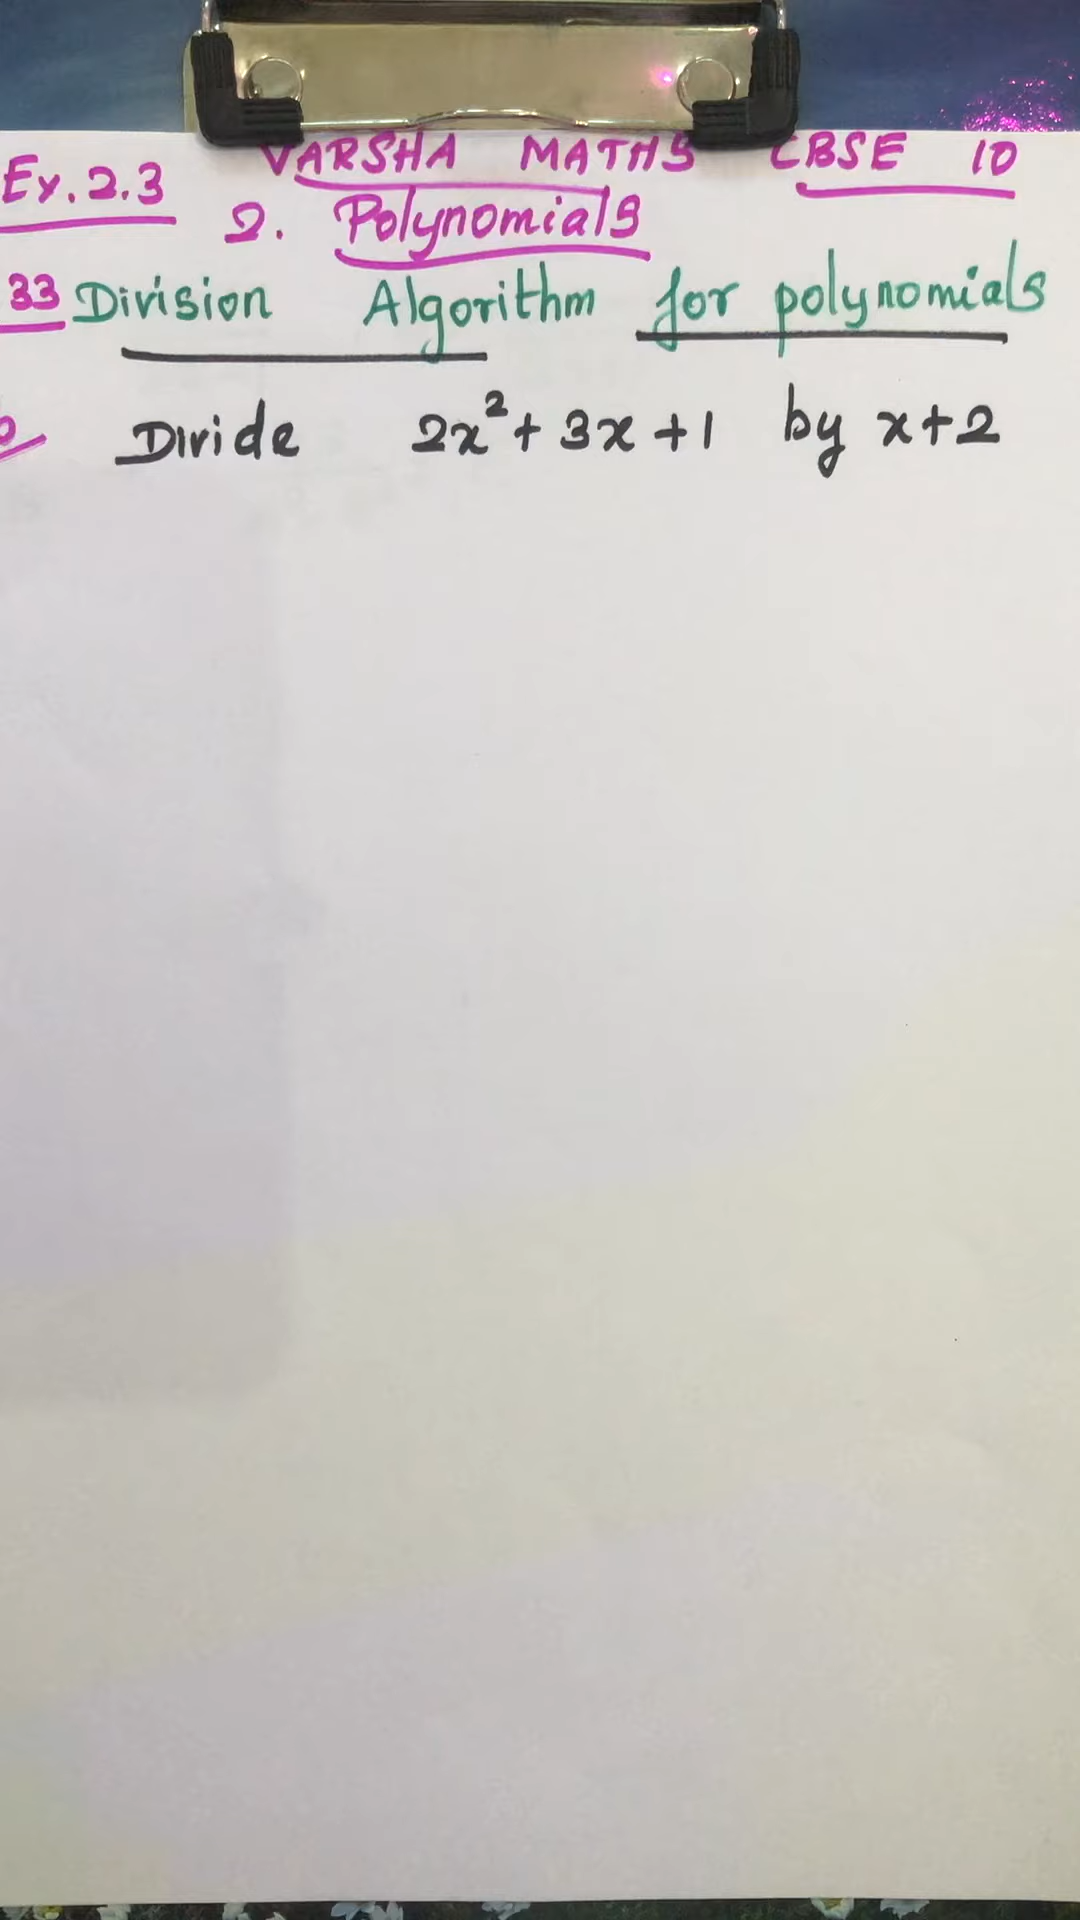 VARSHA MATHS CBSE 10
Ex. 2.3
2. Polynomials
33 Division Algorithm for polynomials
Divide 2x²+ 3x +1 by x+2